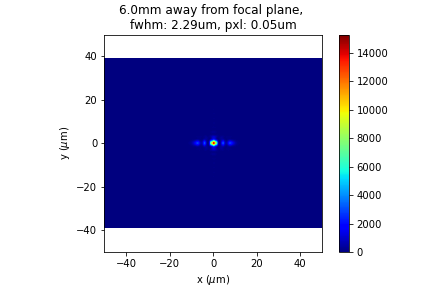 6.0mm away from focal plane,
fwhm: 2.29um, pxl: 0.05um
40
20
0
−20
−40
y (μm)
−40 −20 0 20 40
x (μm)
14000
12000
10000
8000
6000
4000
2000
0